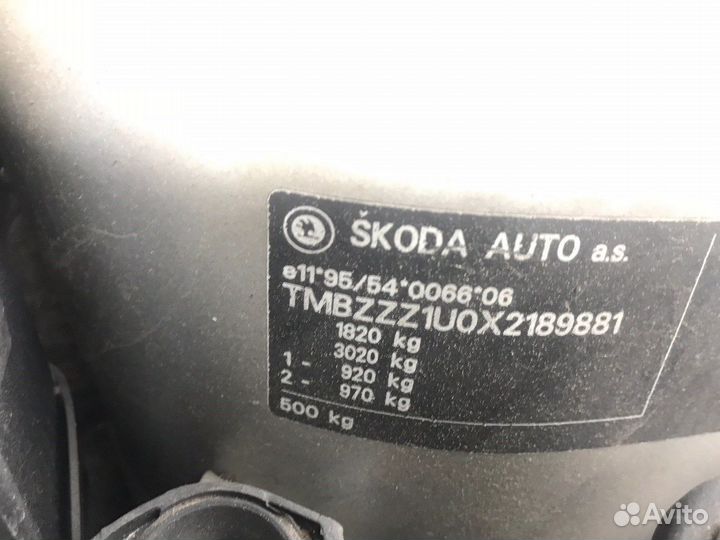 ŠKODA AUTO a.s.
e11*95/54*0066*06
TMBZZZ1U0X2189881
1820 kg
3020 kg
1 - 920 kg
2 - 970 kg
500 kg
Avito